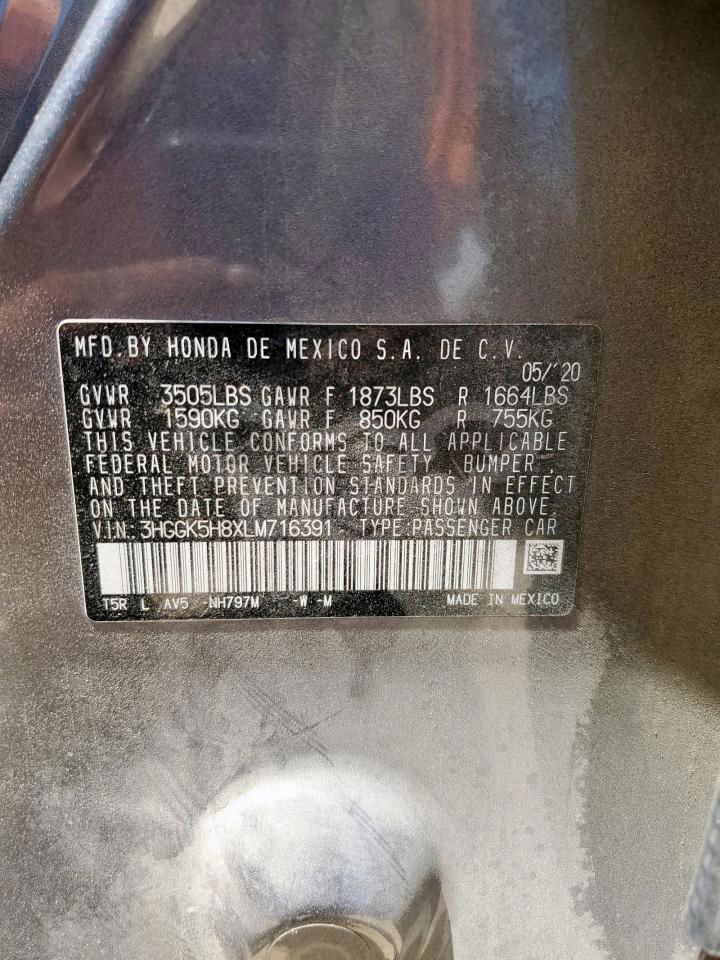 MFD.BY HONDA DE MEXICO S.A. DE C.V.
05/'20
GVWR 3505LBS GAWR F 1873LBS R 1664LBS
GVWR 1590KG GAWR F 850KG R 755KG
THIS VEHICLE CONFORMS TO ALL APPLICABLE
FEDERAL MOTOR VEHICLE SAFETY, BUMPER,
AND THEFT PREVENTION STANDARDS IN EFFECT
ON THE DATE OF MANUFACTURE SHOWN ABOVE.
VIN: 3HGGK5H8XLM716391 TYPE:PASSENGER CAR
T5R L AV5 -NH797M -W -M MADE IN MEXICO